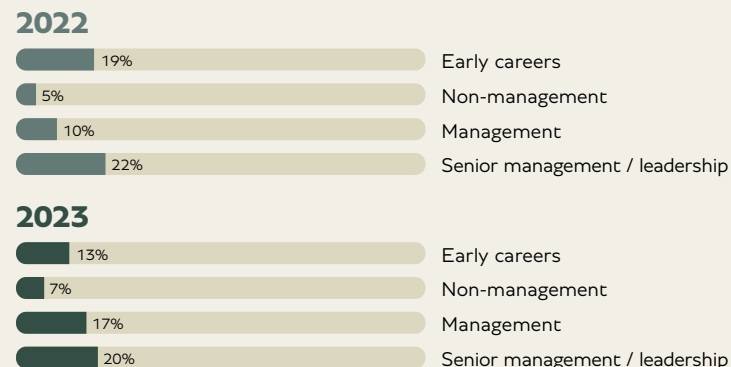 2022
19% Early careers
5% Non-management
10% Management
22% Senior management / leadership
2023
13% Early careers
7% Non-management
17% Management
20% Senior management / leadership